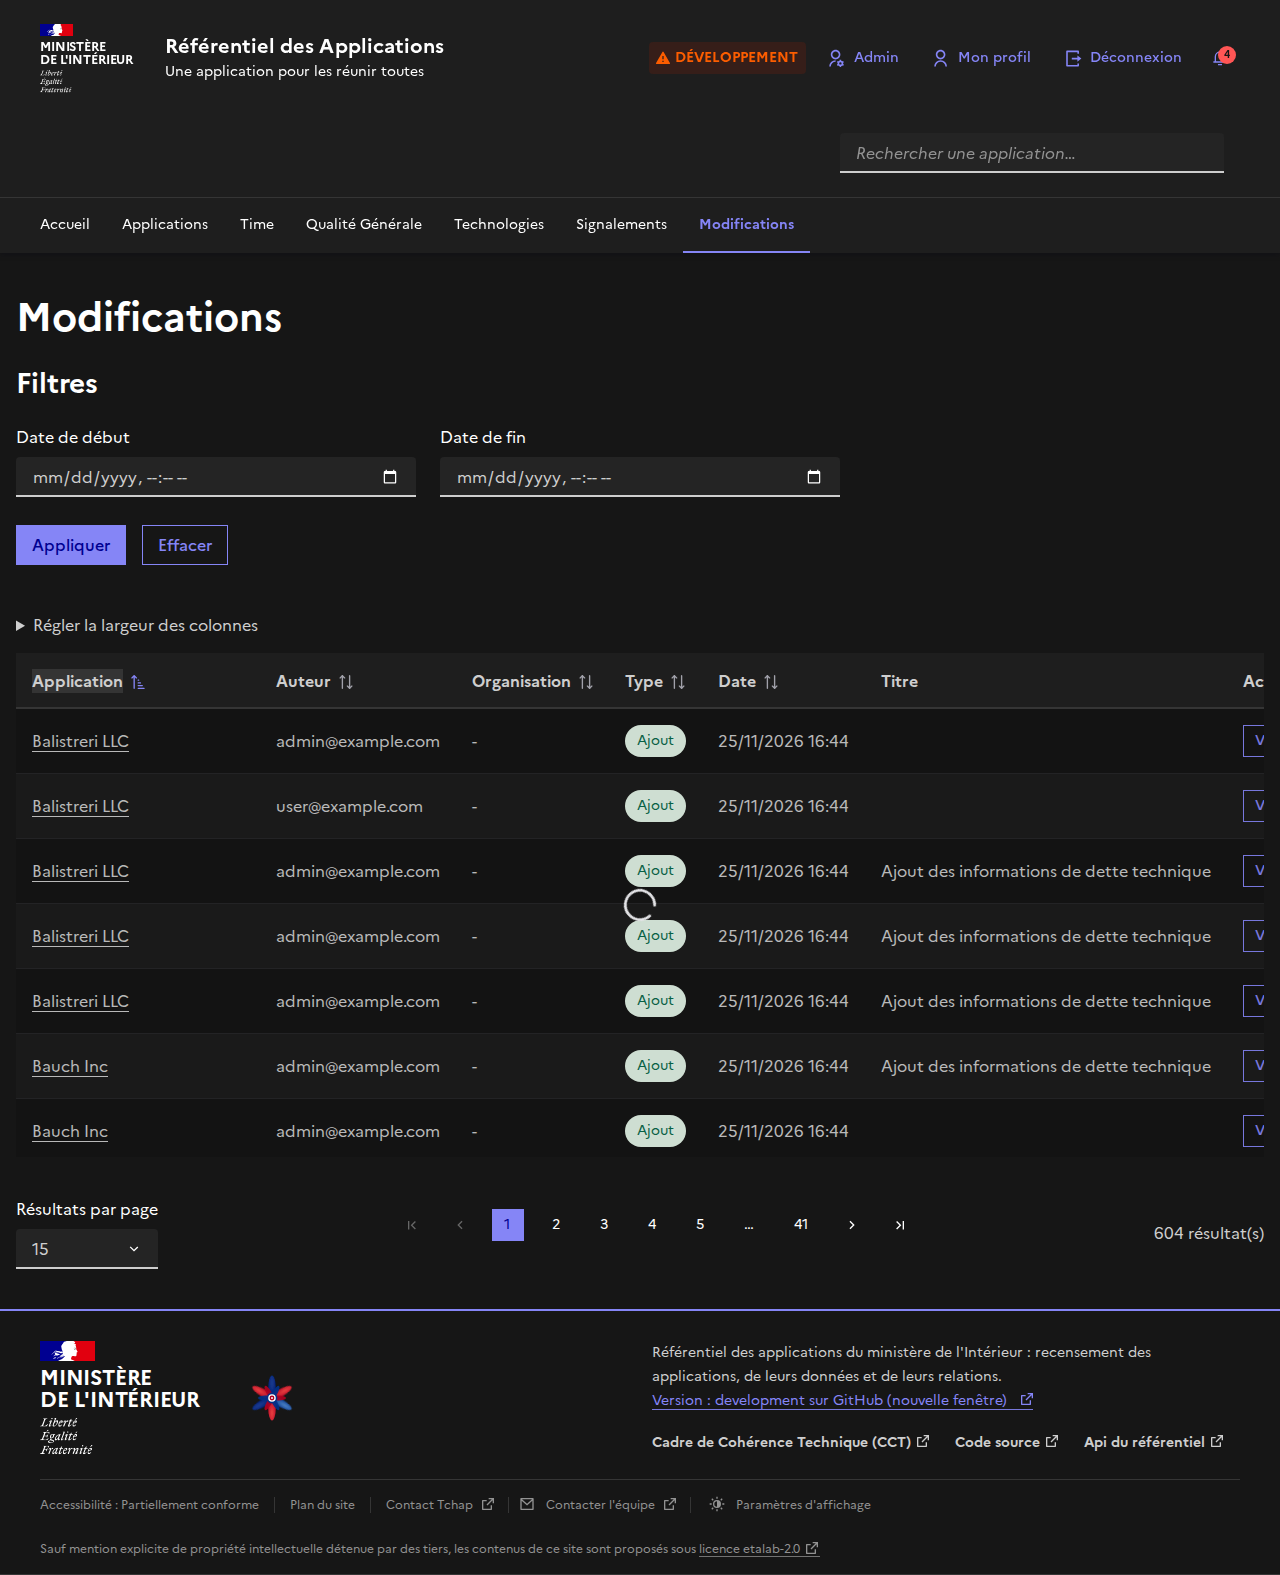 MINISTÈRE
DE L'INTÉRIEUR
Liberté
Égalité
Fraternité
Référentiel des Applications
Une application pour les réunir toutes
DÉVELOPPEMENT
Admin
Mon profil
Déconnexion
4
Rechercher une application...
Accueil
Applications
Time
Qualité Générale
Technologies
Signalements
Modifications
Modifications
Filtres
Date de début
Date de fin
mm/dd/yyyy, --:-- --
mm/dd/yyyy, --:-- --
Appliquer
Effacer
Régler la largeur des colonnes
Application Auteur Organisation Type Date Titre Ac
Balistreri LLC admin@example.com - Ajout 25/11/2026 16:44 V
Balistreri LLC user@example.com - Ajout 25/11/2026 16:44 V
Balistreri LLC admin@example.com - Ajout 25/11/2026 16:44 Ajout des informations de dette technique V
Balistreri LLC admin@example.com - Ajout 25/11/2026 16:44 Ajout des informations de dette technique V
Balistreri LLC admin@example.com - Ajout 25/11/2026 16:44 Ajout des informations de dette technique V
Bauch Inc admin@example.com - Ajout 25/11/2026 16:44 Ajout des informations de dette technique V
Bauch Inc admin@example.com - Ajout 25/11/2026 16:44 V
Résultats par page
15
1 2 3 4 5 … 41
604 résultat(s)
MINISTÈRE
DE L'INTÉRIEUR
Liberté
Égalité
Fraternité
Référentiel des applications du ministère de l'Intérieur : recensement des
applications, de leurs données et de leurs relations.
Version : development sur GitHub (nouvelle fenêtre)
Cadre de Cohérence Technique (CCT)
Code source
Api du référentiel
Accessibilité : Partiellement conforme
Plan du site
Contact Tchap
Contacter l'équipe
Paramètres d'affichage
Sauf mention explicite de propriété intellectuelle détenue par des tiers, les contenus de ce site sont proposés sous licence etalab-2.0